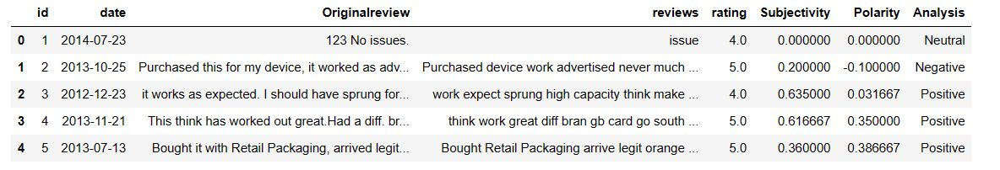 id date Originalreview reviews rating Subjectivity Polarity Analysis
0 1 2014-07-23 123 No issues. issue 4.0 0.000000 0.000000 Neutral
1 2 2013-10-25 Purchased this for my device, it worked as adv... Purchased device work advertised never much ... 5.0 0.200000 -0.100000 Negative
2 3 2012-12-23 it works as expected. I should have sprung for... work expect sprung high capacity think make ... 4.0 0.635000 0.031667 Positive
3 4 2013-11-21 This think has worked out great.Had a diff. br... think work great diff bran gb card go south ... 5.0 0.616667 0.350000 Positive
4 5 2013-07-13 Bought it with Retail Packaging, arrived legit... Bought Retail Packaging arrive legit orange ... 5.0 0.360000 0.386667 Positive